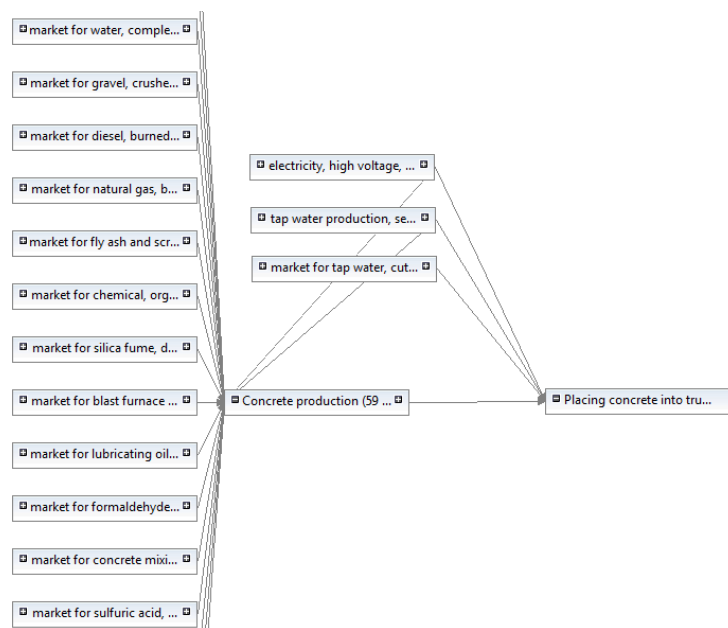 market for water, comple...
market for gravel, crushe...
market for diesel, burned...
market for natural gas, b...
market for fly ash and scr...
market for chemical, org...
market for silica fume, d...
market for blast furnace ...
market for lubricating oil...
market for formaldehyde...
market for concrete mixi...
market for sulfuric acid, ...
electricity, high voltage, ...
tap water production, se...
market for tap water, cut...
Concrete production (59 ...
Placing concrete into tru...